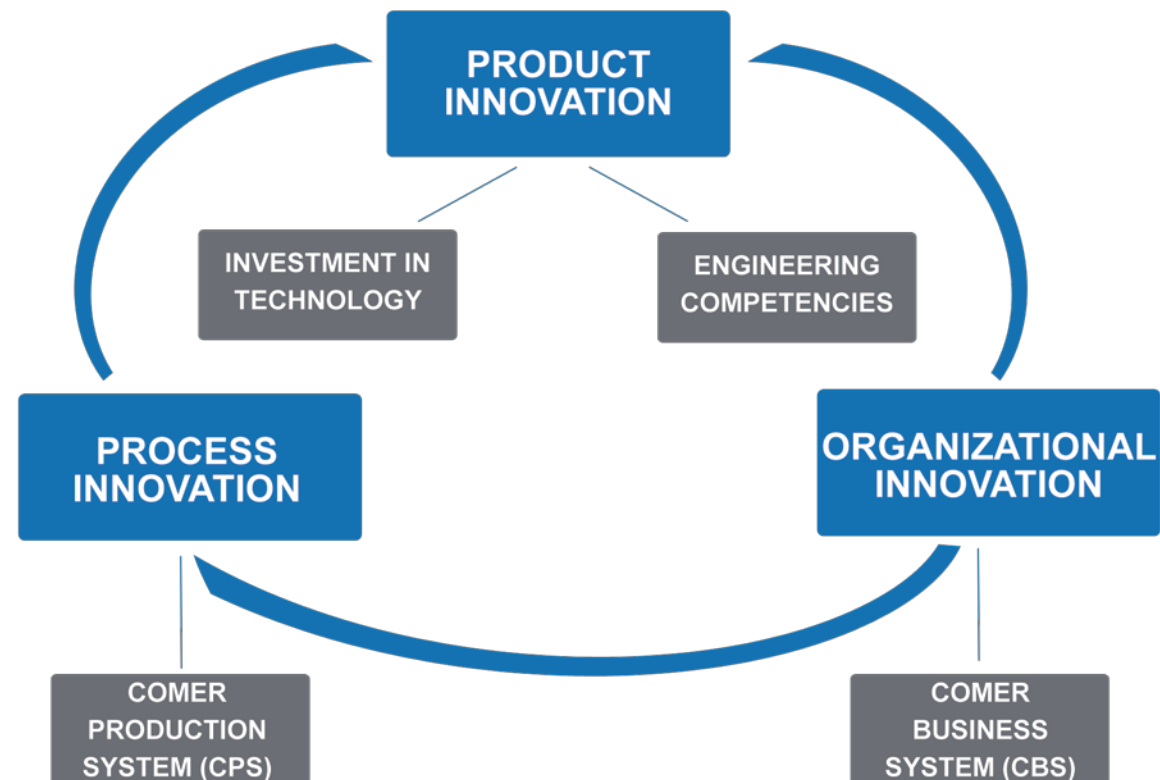 PRODUCT
INNOVATION
INVESTMENT IN
TECHNOLOGY
ENGINEERING
COMPETENCIES
PROCESS
INNOVATION
ORGANIZATIONAL
INNOVATION
COMER
PRODUCTION
SYSTEM (CPS)
COMER
BUSINESS
SYSTEM (CBS)